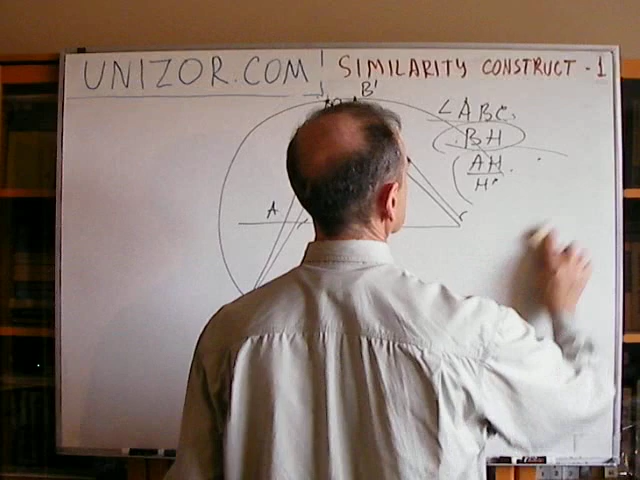 UNIZOR.COM
SIMILARITY CONSTRUCT - 1
B'
∠ABC
BH
AH
A